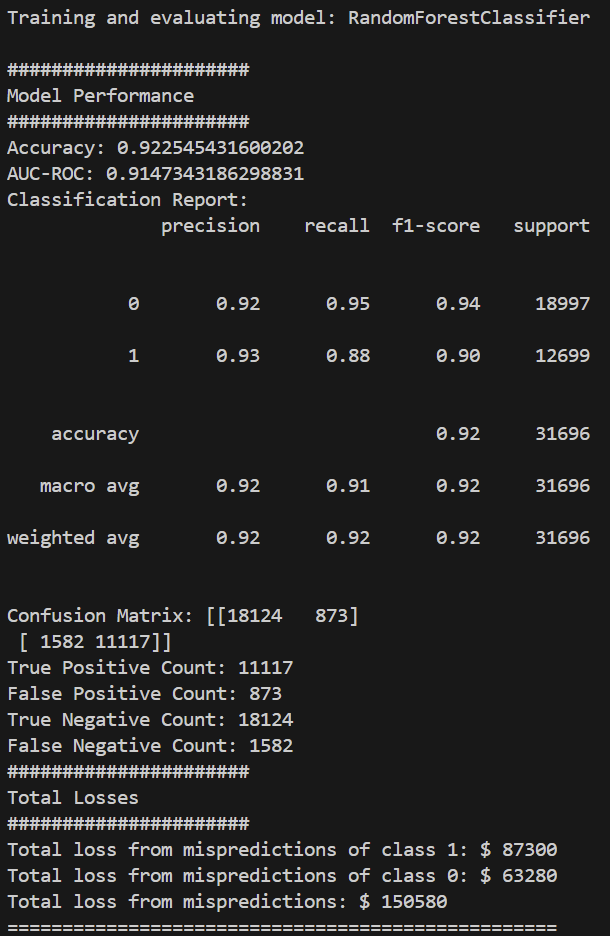 Training and evaluating model: RandomForestClassifier
######################
Model Performance
######################
Accuracy: 0.922545431600202
AUC-ROC: 0.9147343186298831
Classification Report:
precision recall f1-score support
0 0.92 0.95 0.94 18997
1 0.93 0.88 0.90 12699
accuracy 0.92 31696
macro avg 0.92 0.91 0.92 31696
weighted avg 0.92 0.92 0.92 31696
Confusion Matrix: [[18124 873]
[ 1582 11117]]
True Positive Count: 11117
False Positive Count: 873
True Negative Count: 18124
False Negative Count: 1582
######################
Total Losses
######################
Total loss from mispredictions of class 1: $ 87300
Total loss from mispredictions of class 0: $ 63280
Total loss from mispredictions: $ 150580
==================================================